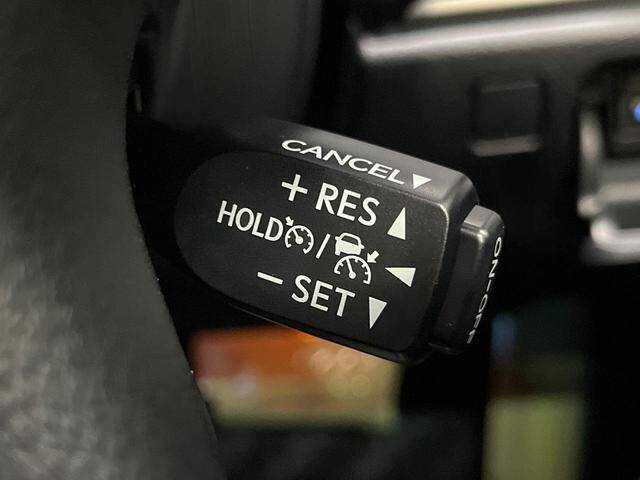 CANCEL▼
+ RES ▲
HOLD / ◀
− SET ▼
ON-OFF